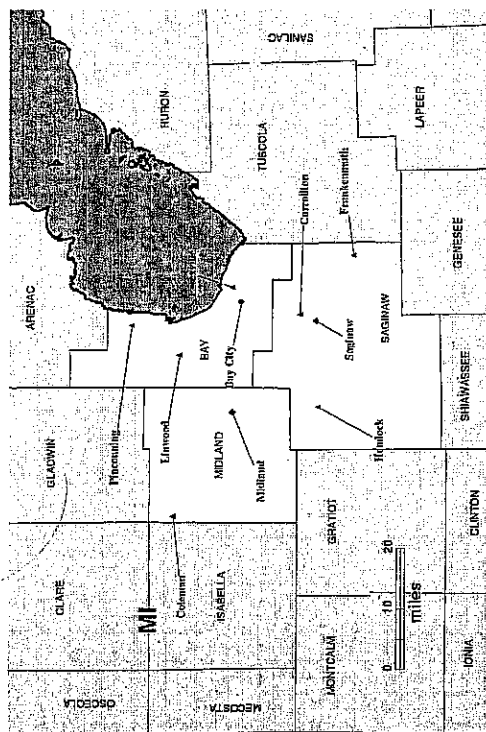 ARENAC
GLADWIN
CLARE
OSCEOLA
Pinconning
HURON
MI
Linwood
Coleman
BAY
MIDLAND
ISABELLA
MECOSTA
Bay City
Midland
TUSCOLA
SANILAC
Carrollton
Saginaw
Frankenmuth
MONTCALM
GRATIOT
Hemlock
SAGINAW
0 10 20
miles
LAPEER
GENESEE
SHIAWASSEE
CLINTON
IONIA